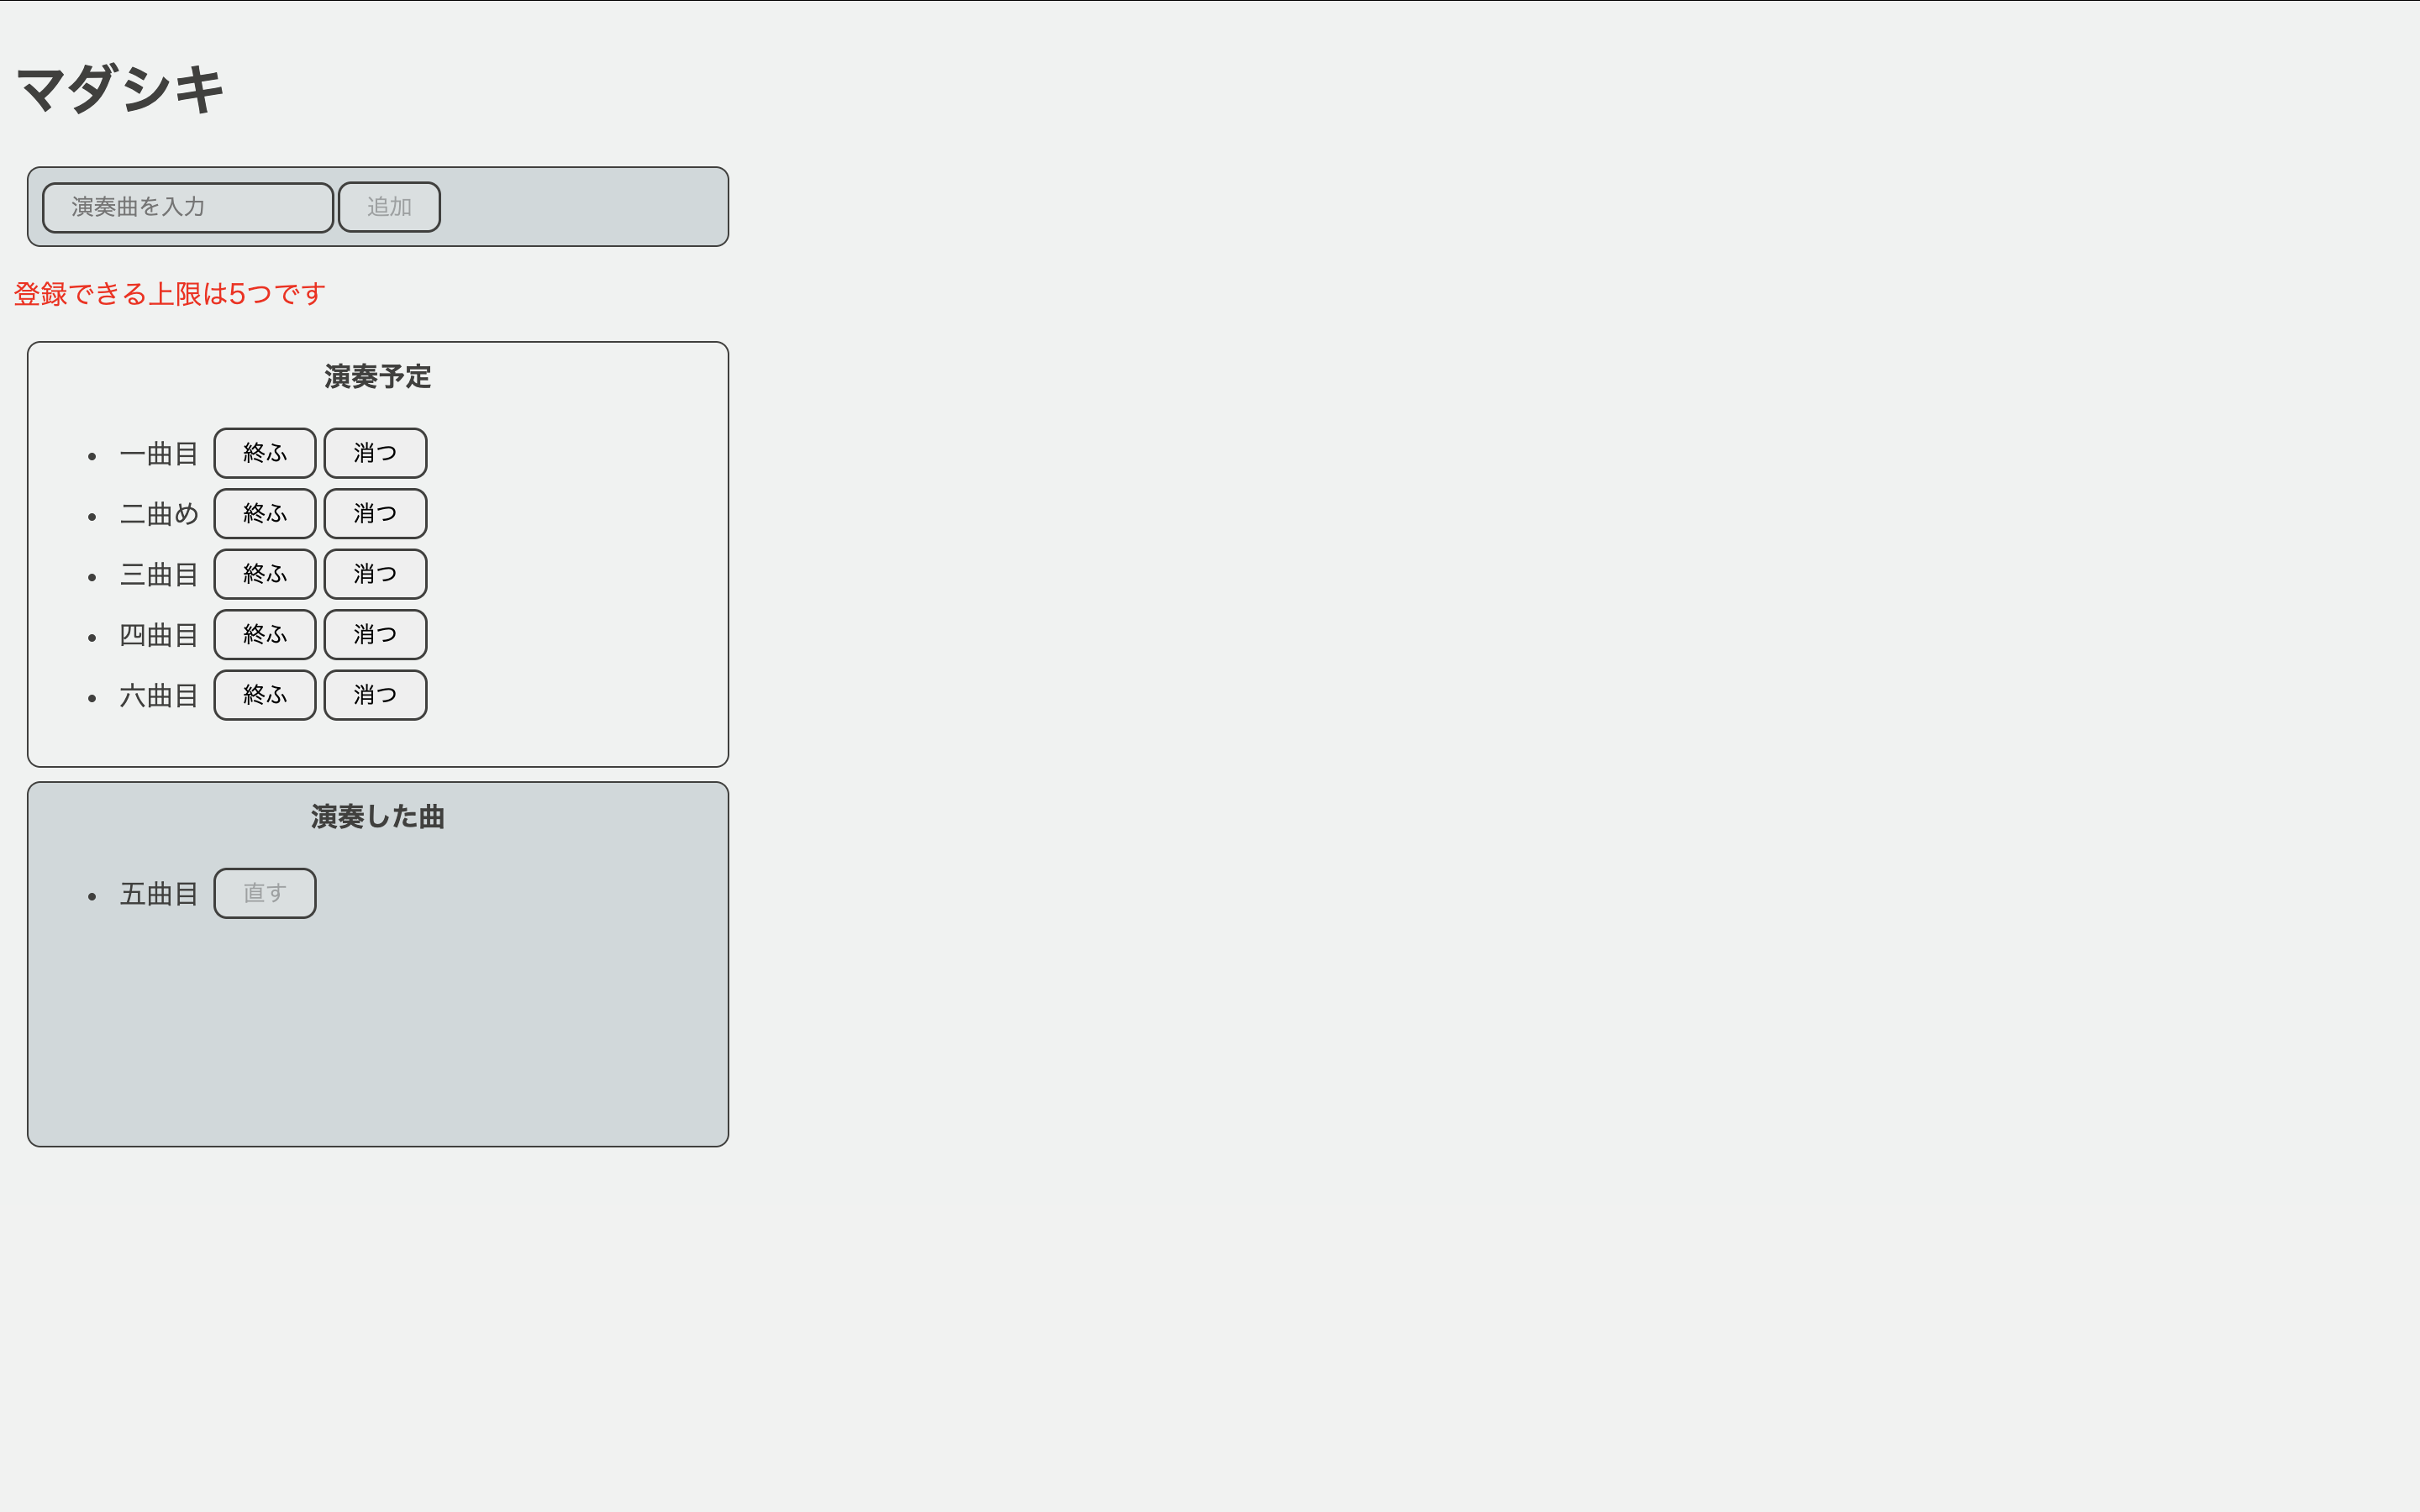 マダシキ
演奏曲を入力 追加
登録できる上限は5つです
演奏予定
一曲目 終ふ 消つ
二曲め 終ふ 消つ
三曲目 終ふ 消つ
四曲目 終ふ 消つ
六曲目 終ふ 消つ
演奏した曲
五曲目 直す